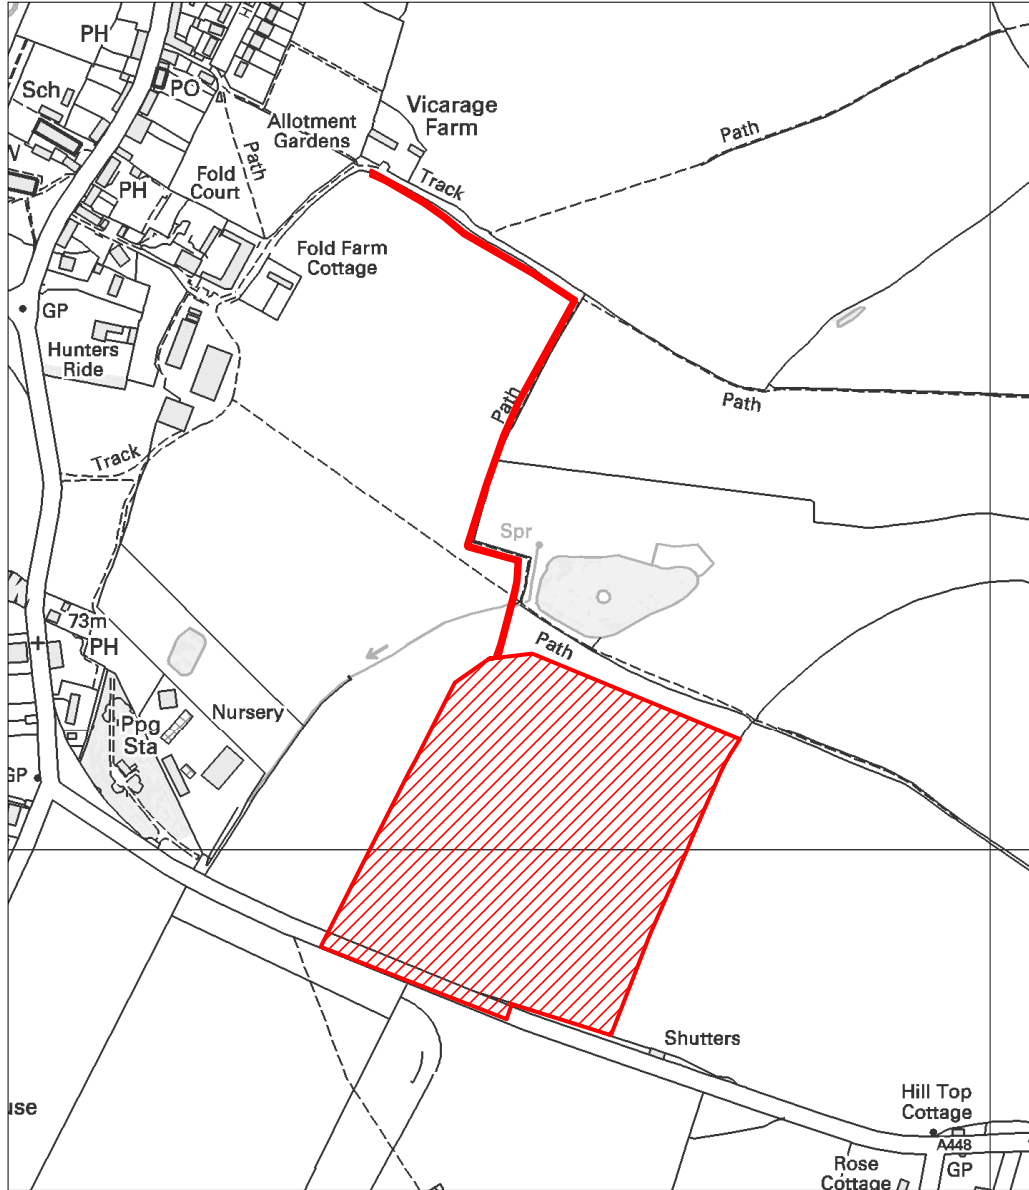 PH
Sch
PO
Vicarage
Farm
Allotment
Gardens
Path
Path
Track
Fold
Court
PH
Fold Farm
Cottage
GP
Hunters
Ride
Path
Path
Track
Spr
73m
PH
Path
Nursery
Ppg
Sta
GP
Shutters
Hill Top
Cottage
A448
GP
Rose
Cottage